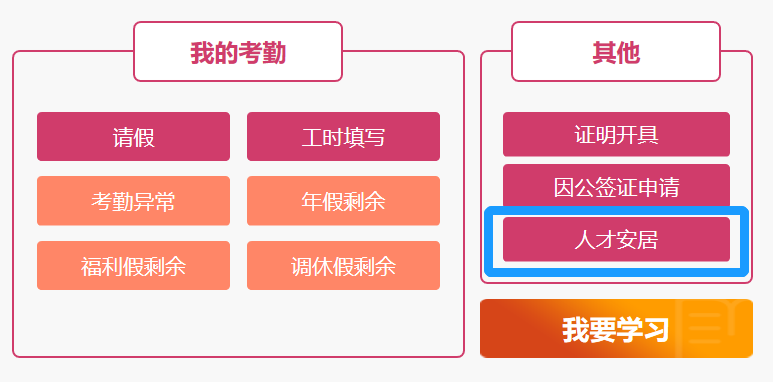 我的考勤
请假
工时填写
考勤异常
年假剩余
福利假剩余
调休假剩余
其他
证明开具
因公签证申请
人才安居
我要学习